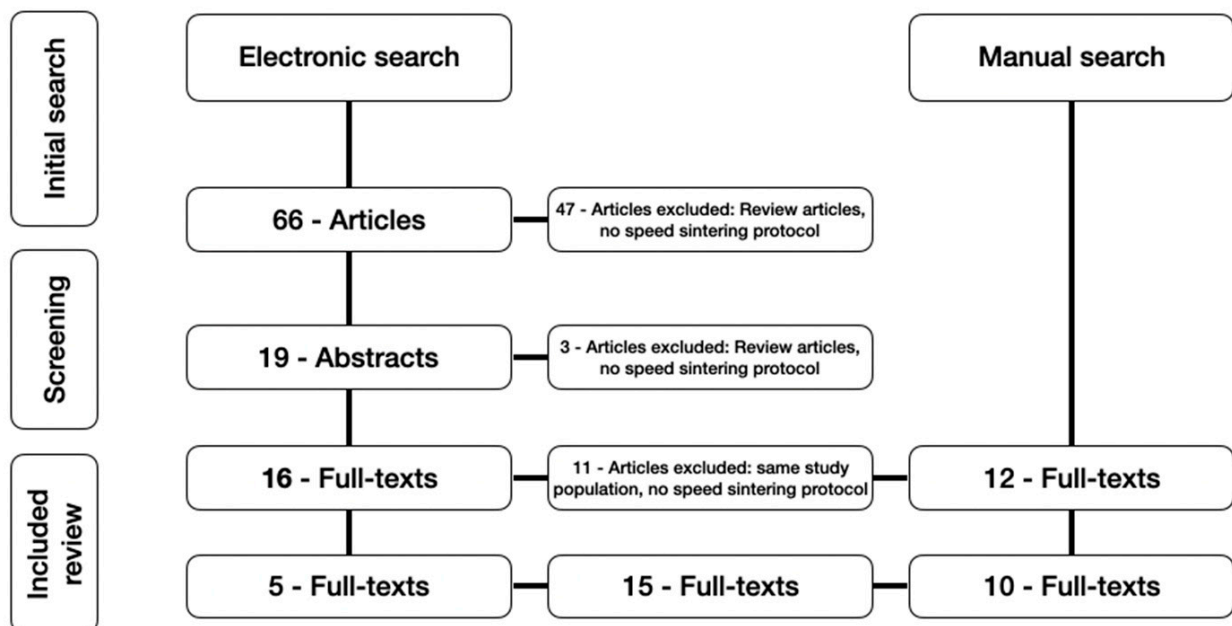 Initial search
Electronic search
Manual search
66 - Articles
47 - Articles excluded: Review articles,
no speed sintering protocol
Screening
19 - Abstracts
3 - Articles excluded: Review articles,
no speed sintering protocol
Included
review
16 - Full-texts
11 - Articles excluded: same study
population, no speed sintering protocol
12 - Full-texts
5 - Full-texts
15 - Full-texts
10 - Full-texts